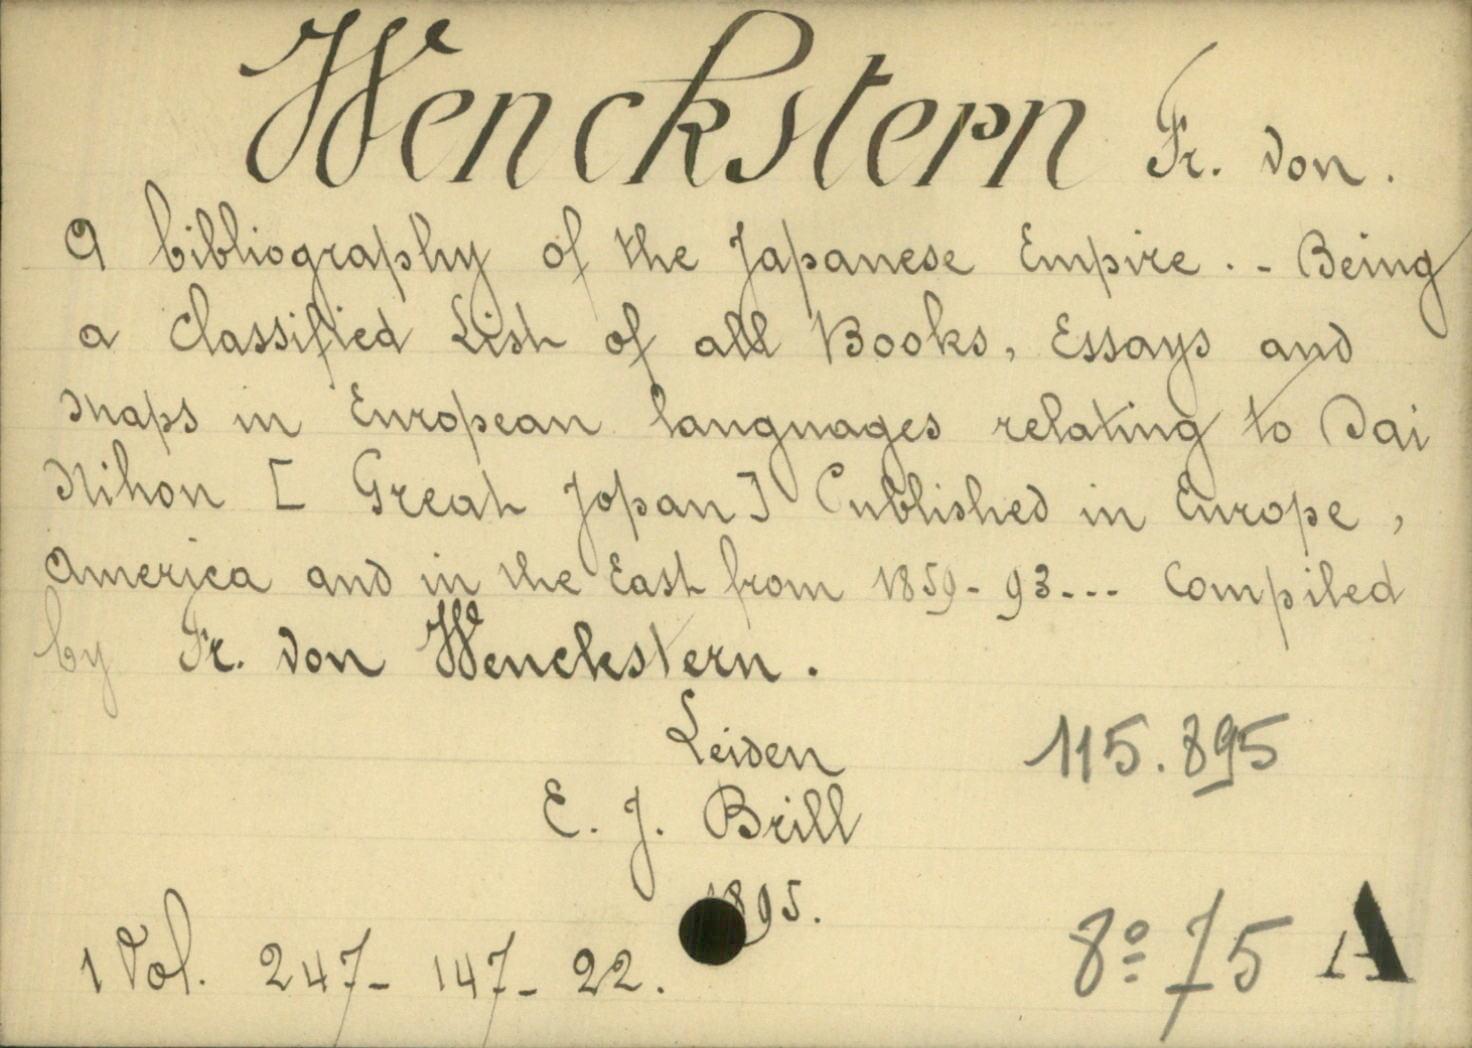 Wenckstern Fr. von.
A bibliography of the Japanese Empire. - Being
a classified List of all Books, Essays and
Maps in European languages relating to Dai
Nihon [ Great Japan] Published in Europe,
America and in the East from 1859-93... Compiled
by Fr. von Wenckstern.
Leiden
115.895
E. J. Brill
1895.
1 Vol. 247- 147- 22.
8º 75 A